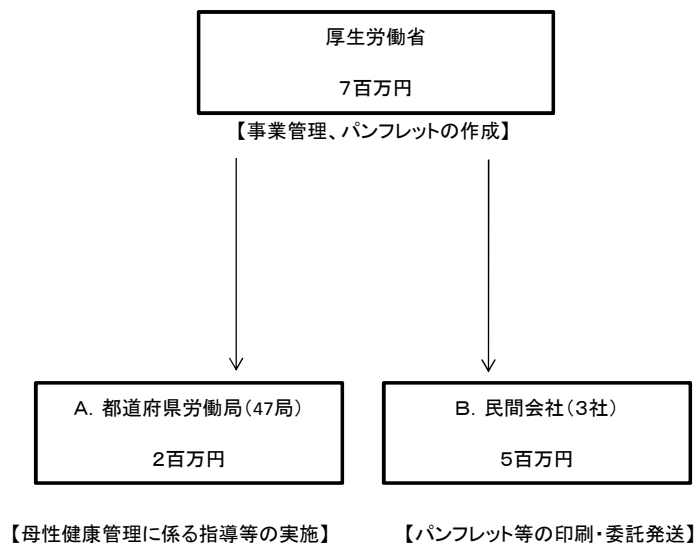 厚生労働省
7百万円
【事業管理、パンフレットの作成】
A. 都道府県労働局(47局)
2百万円
B. 民間会社(3社)
5百万円
【母性健康管理に係る指導等の実施】
【パンフレット等の印刷・委託発送】